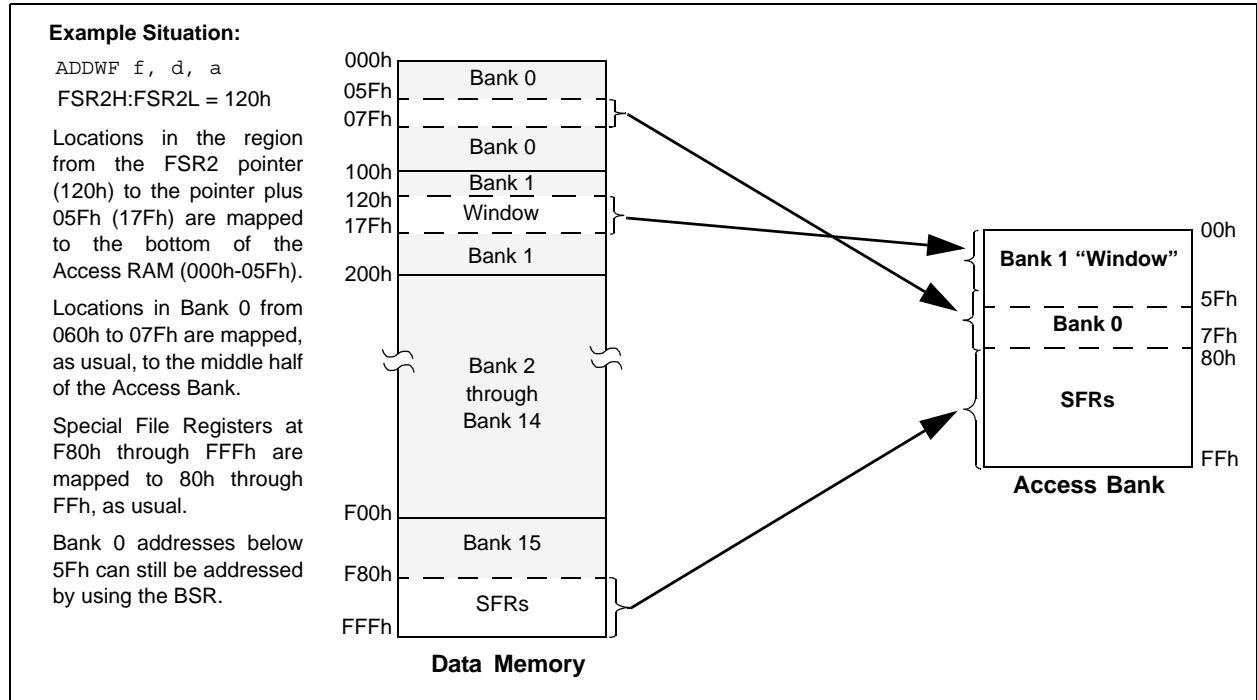 Example Situation:
ADDWF f, d, a
FSR2H:FSR2L = 120h
Locations in the region
from the FSR2 pointer
(120h) to the pointer plus
05Fh (17Fh) are mapped
to the bottom of the
Access RAM (000h-05Fh).
Locations in Bank 0 from
060h to 07Fh are mapped,
as usual, to the middle half
of the Access Bank.
Special File Registers at
F80h through FFFh are
mapped to 80h through
FFh, as usual.
Bank 0 addresses below
5Fh can still be addressed
by using the BSR.
000h
Bank 0
05Fh
07Fh
Bank 0
100h
Bank 1
120h
Window
17Fh
Bank 1
200h
Bank 2
through
Bank 14
F00h
Bank 15
F80h
SFRs
FFFh
Data Memory
00h
Bank 1 “Window”
5Fh
Bank 0
7Fh
80h
SFRs
FFh
Access Bank